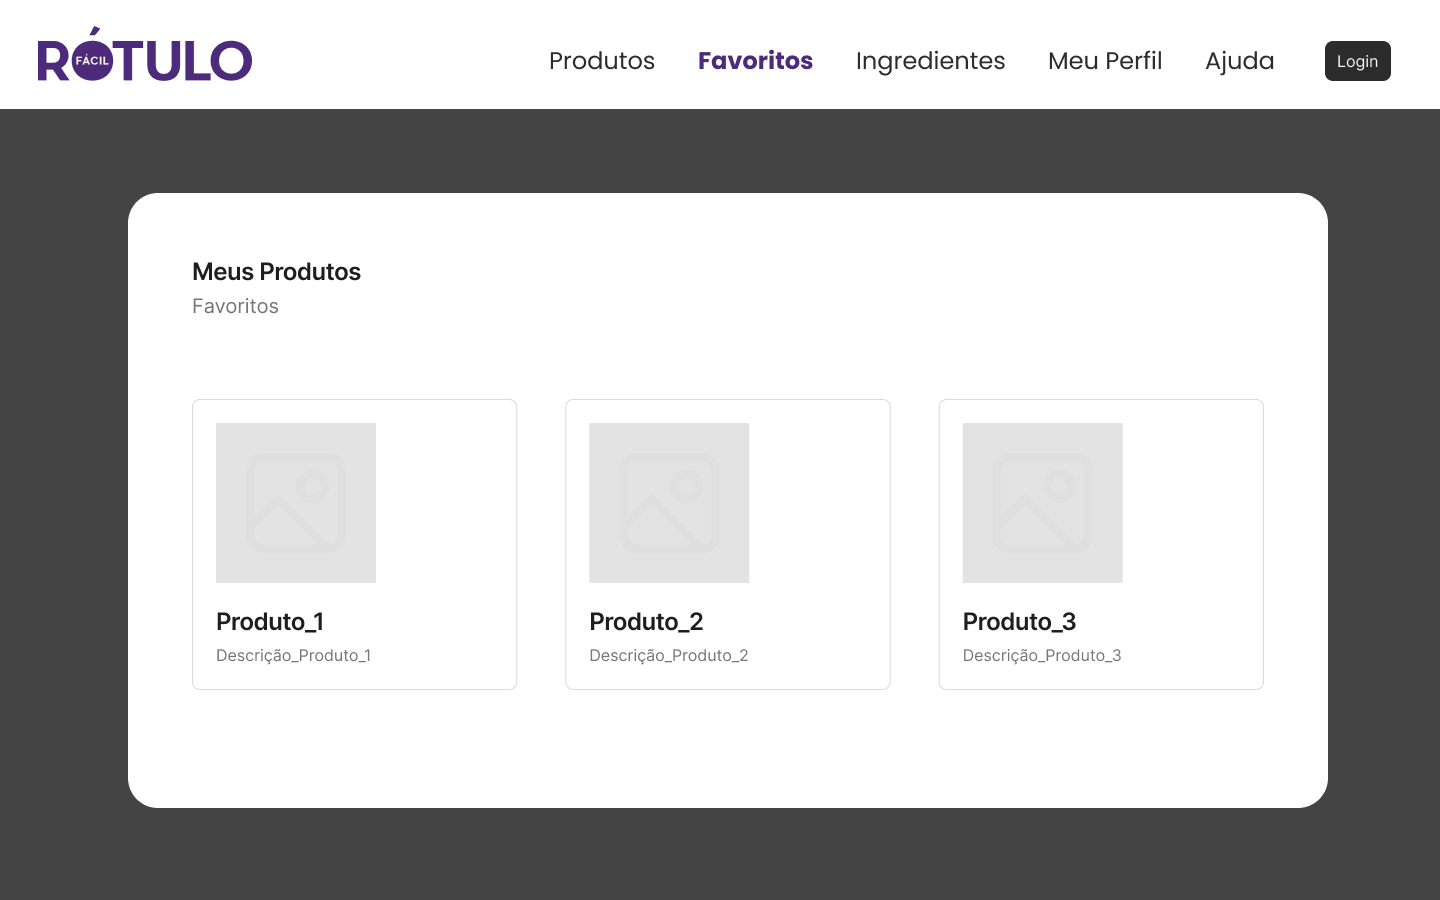 RÓTULO
FÁCIL
Produtos
Favoritos
Ingredientes
Meu Perfil
Ajuda
Login
Meus Produtos
Favoritos
Produto_1
Descrição_Produto_1
Produto_2
Descrição_Produto_2
Produto_3
Descrição_Produto_3